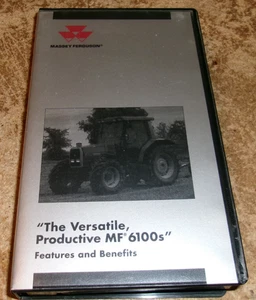 MASSEY FERGUSON
"The Versatile,
Productive MF® 6100s"
Features and Benefits